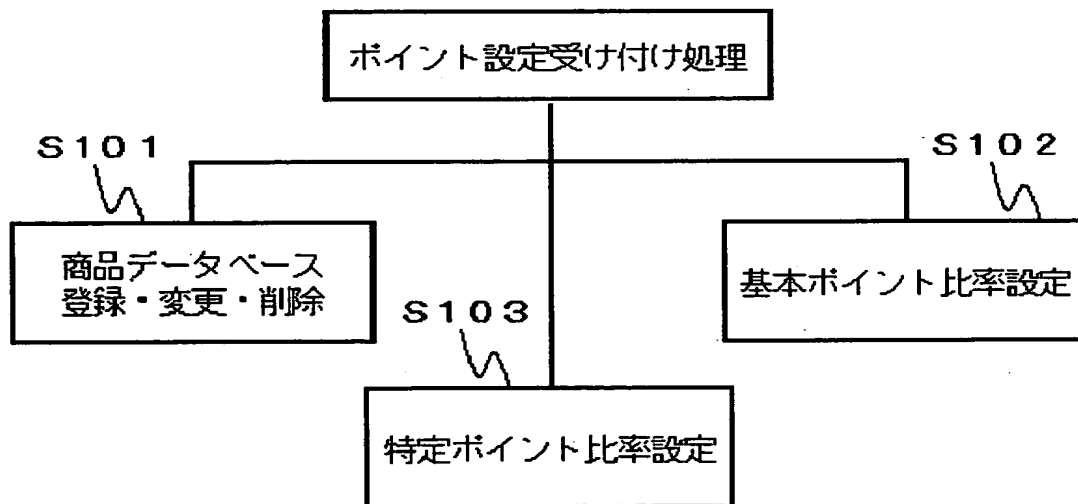 ポイント設定受け付け処理
S101
S102
商品データベース
登録・変更・削除
基本ポイント比率設定
S103
特定ポイント比率設定